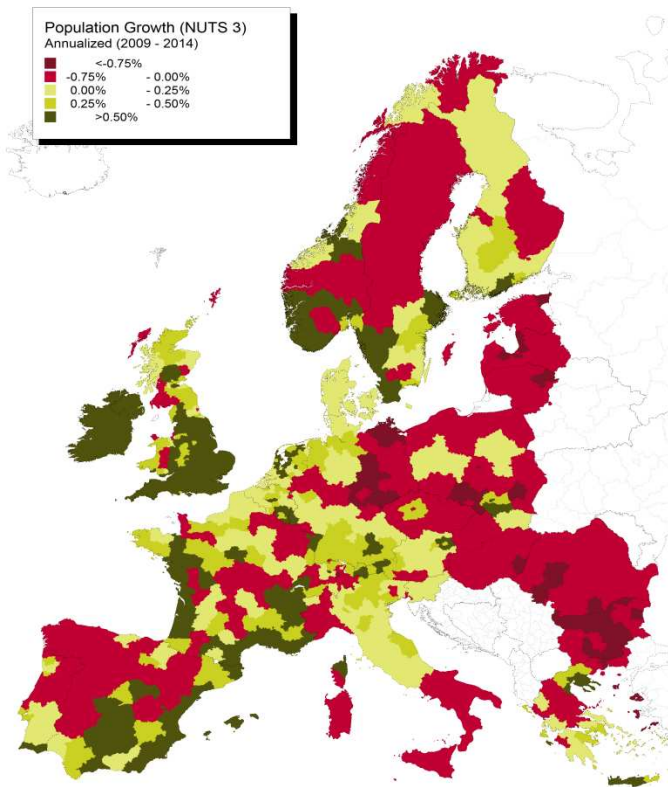 Population Growth (NUTS 3)
Annualized (2009 - 2014)
<-0.75%
-0.75% - 0.00%
0.00% - 0.25%
0.25% - 0.50%
>0.50%